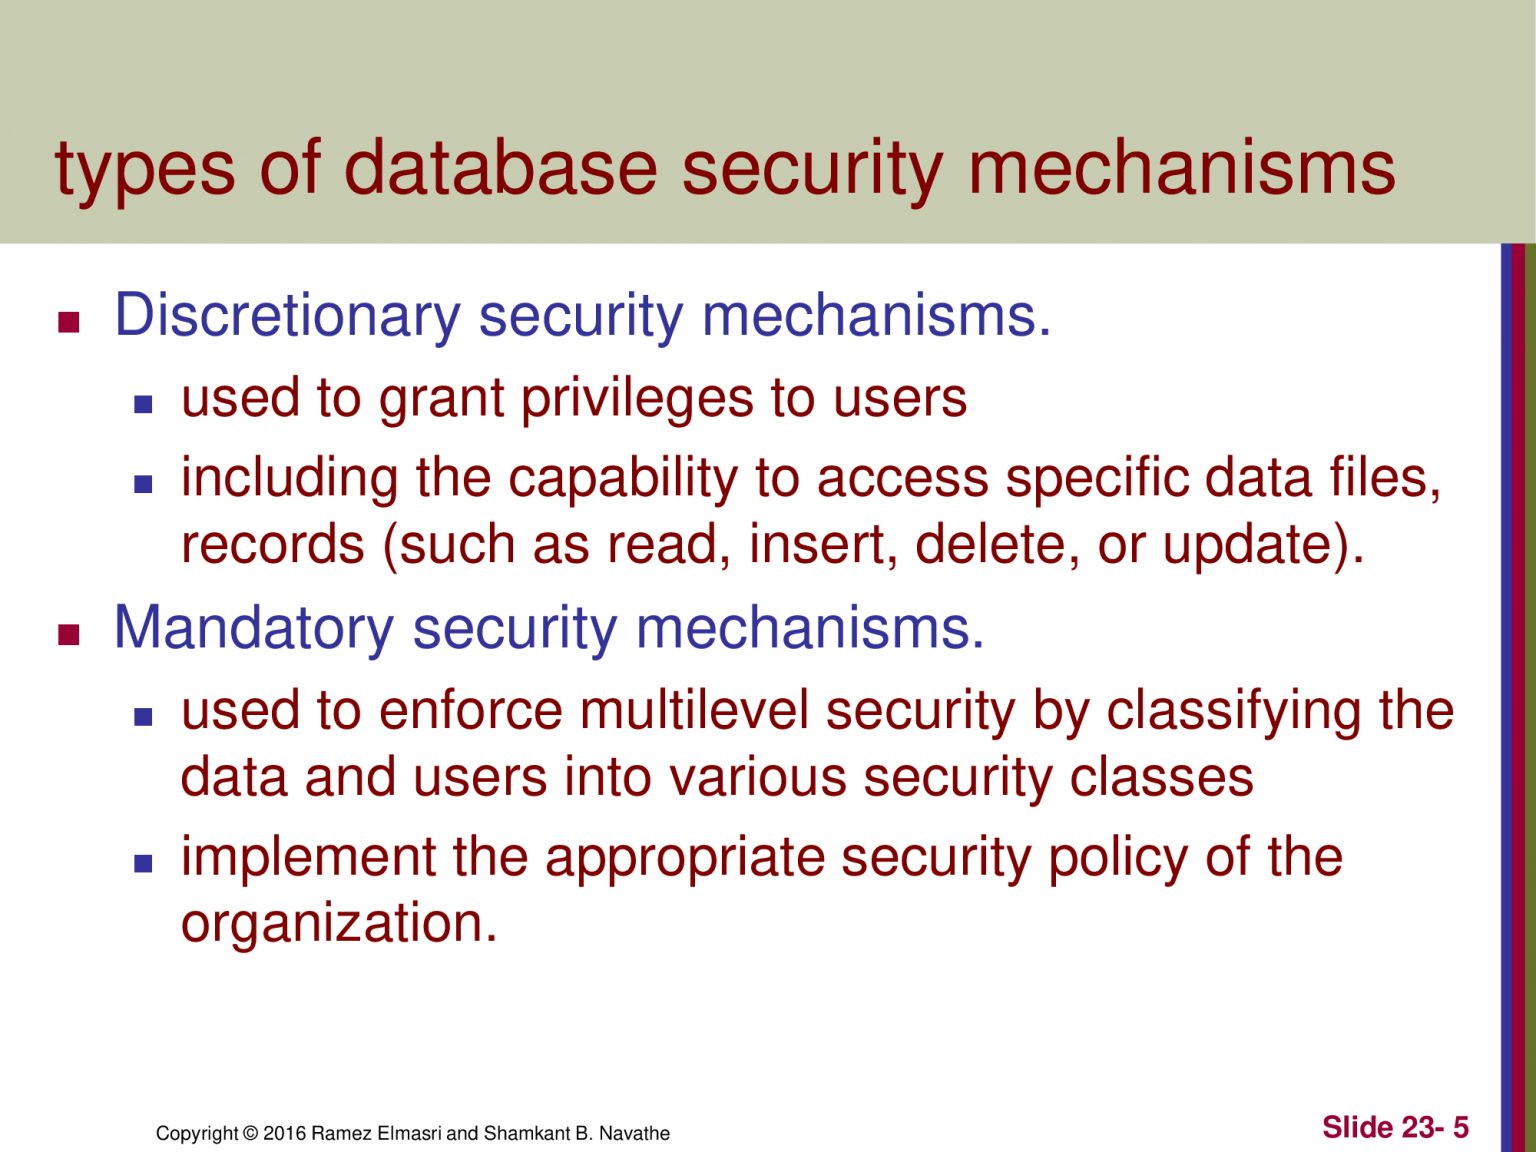 types of database security mechanisms
Discretionary security mechanisms.
used to grant privileges to users
including the capability to access specific data files,
records (such as read, insert, delete, or update).
Mandatory security mechanisms.
used to enforce multilevel security by classifying the
data and users into various security classes
implement the appropriate security policy of the
organization.
Copyright © 2016 Ramez Elmasri and Shamkant B. Navathe
Slide 23- 5